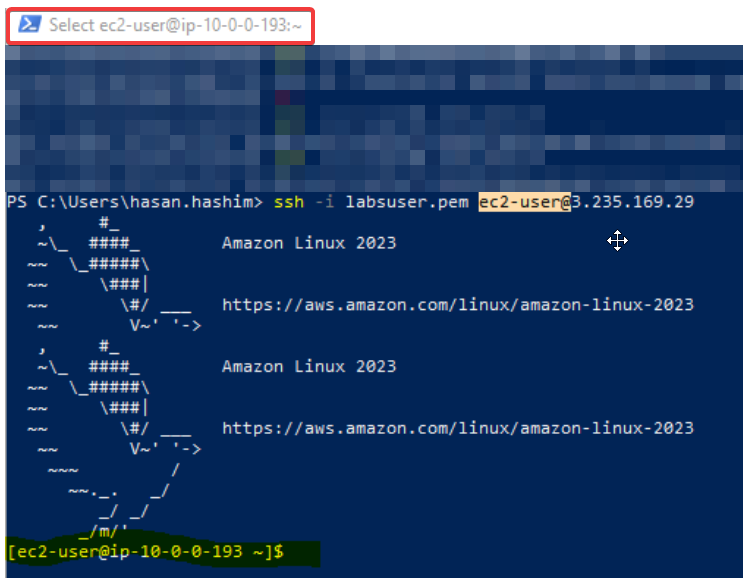 Select ec2-user@ip-10-0-0-193:~
PS C:\Users\hasan.hashim> ssh -i labsuser.pem ec2-user@3.235.169.29
   ,     #_
   ~\_  ####_        Amazon Linux 2023
  ~~  \_#####\
  ~~     \###|
  ~~       \#/ ___   https://aws.amazon.com/linux/amazon-linux-2023
   ~~       V~' '->
   ,     #_
   ~\_  ####_        Amazon Linux 2023
  ~~  \_#####\
  ~~     \###|
  ~~       \#/ ___   https://aws.amazon.com/linux/amazon-linux-2023
   ~~       V~' '->
    ~~~         /
      ~~._.   _/
         _/ _/
       _/m/'
[ec2-user@ip-10-0-0-193 ~]$